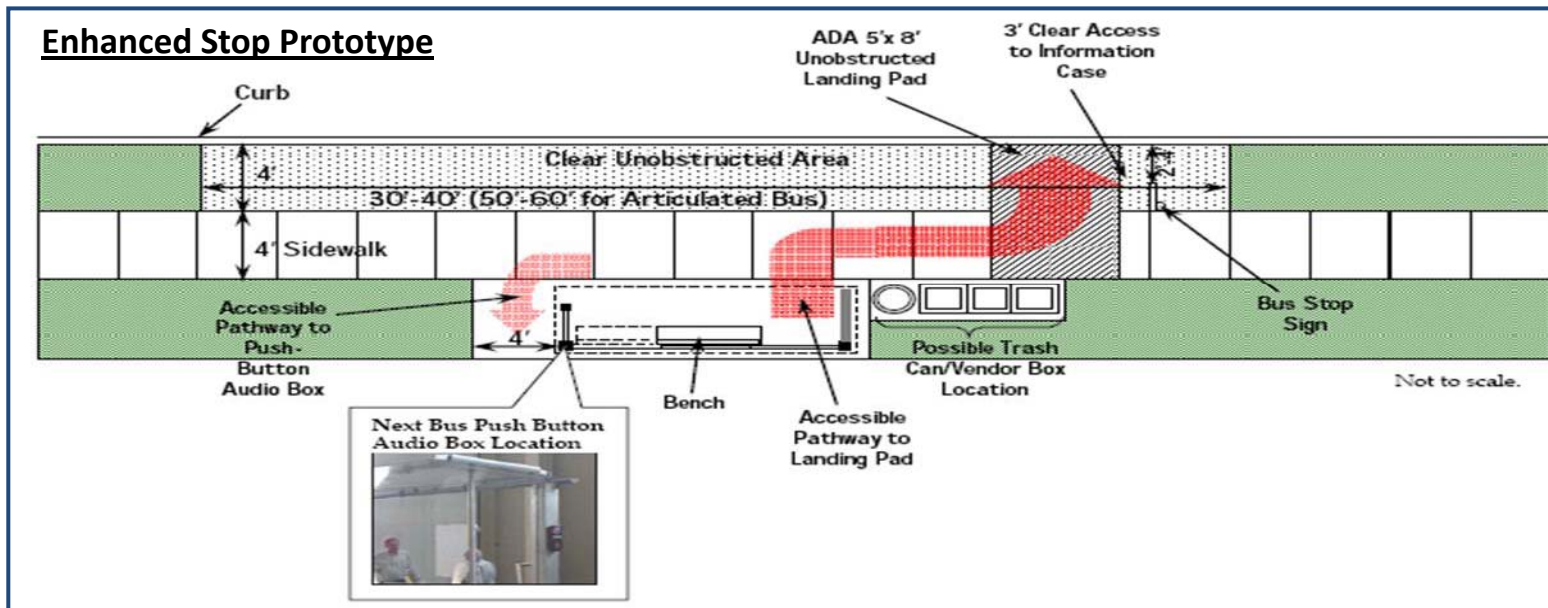 Enhanced Stop Prototype
ADA 5'x 8'
Unobstructed
Landing Pad
3' Clear Access
to Information
Case
Curb
Clear Unobstructed Area
4'
30'-40' (50'-60' for Articulated Bus)
4' Sidewalk
Accessible
Pathway to
Push-
Button
Audio Box
4'
Bus Stop
Sign
Possible Trash
Can/Vendor Box
Location
Not to scale.
Bench
Accessible
Pathway to
Landing Pad
Next Bus Push Button
Audio Box Location